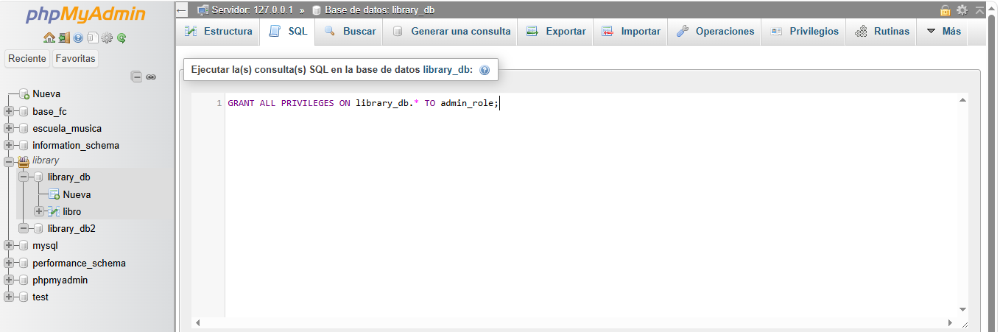 phpMyAdmin
Reciente Favoritas
Nueva
base_fc
escuela_musica
information_schema
library
library_db
Nueva
libro
library_db2
mysql
performance_schema
phpmyadmin
test
Servidor: 127.0.0.1 » Base de datos: library_db
Estructura SQL Buscar Generar una consulta Exportar Importar Operaciones Privilegios Rutinas Más
Ejecutar la(s) consulta(s) SQL en la base de datos library_db:
1 GRANT ALL PRIVILEGES ON library_db.* TO admin_role;